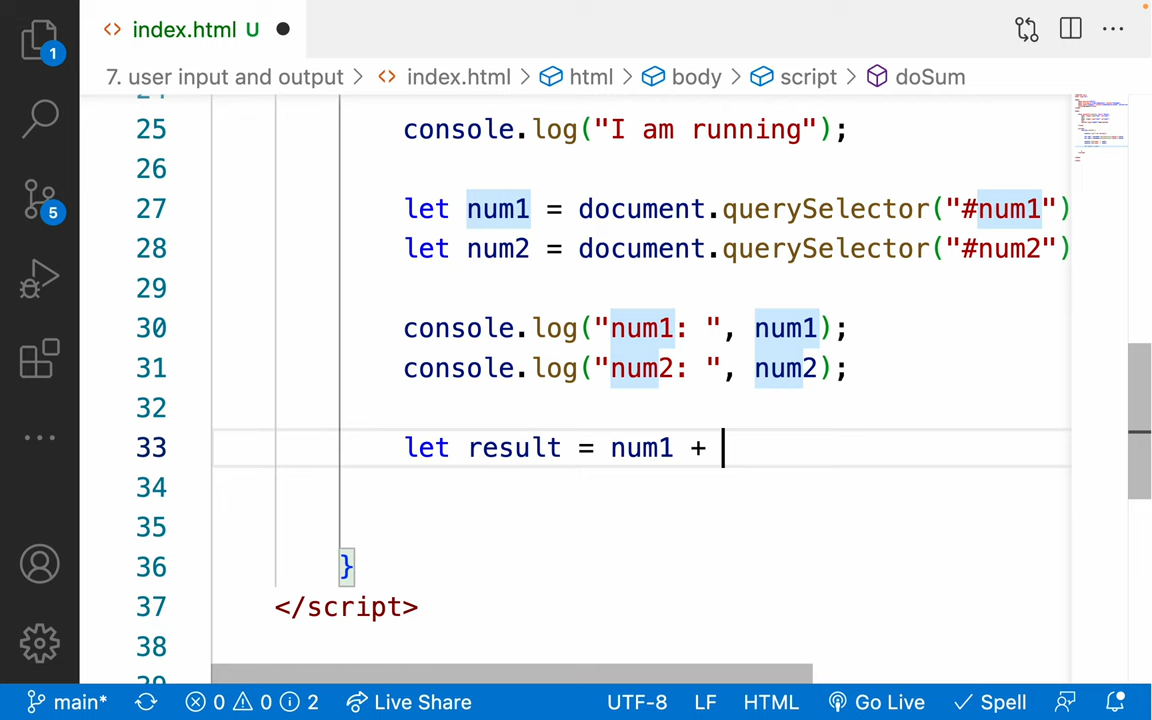 index.html U
7. user input and output > index.html > html > body > script > doSum
1
5
25 console.log("I am running");
26
27 let num1 = document.querySelector("#num1")
28 let num2 = document.querySelector("#num2")
29
30 console.log("num1: ", num1);
31 console.log("num2: ", num2);
32
33 let result = num1 +
34
35
36 }
37 </script>
38
main* 0 0 2 Live Share UTF-8 LF HTML Go Live Spell